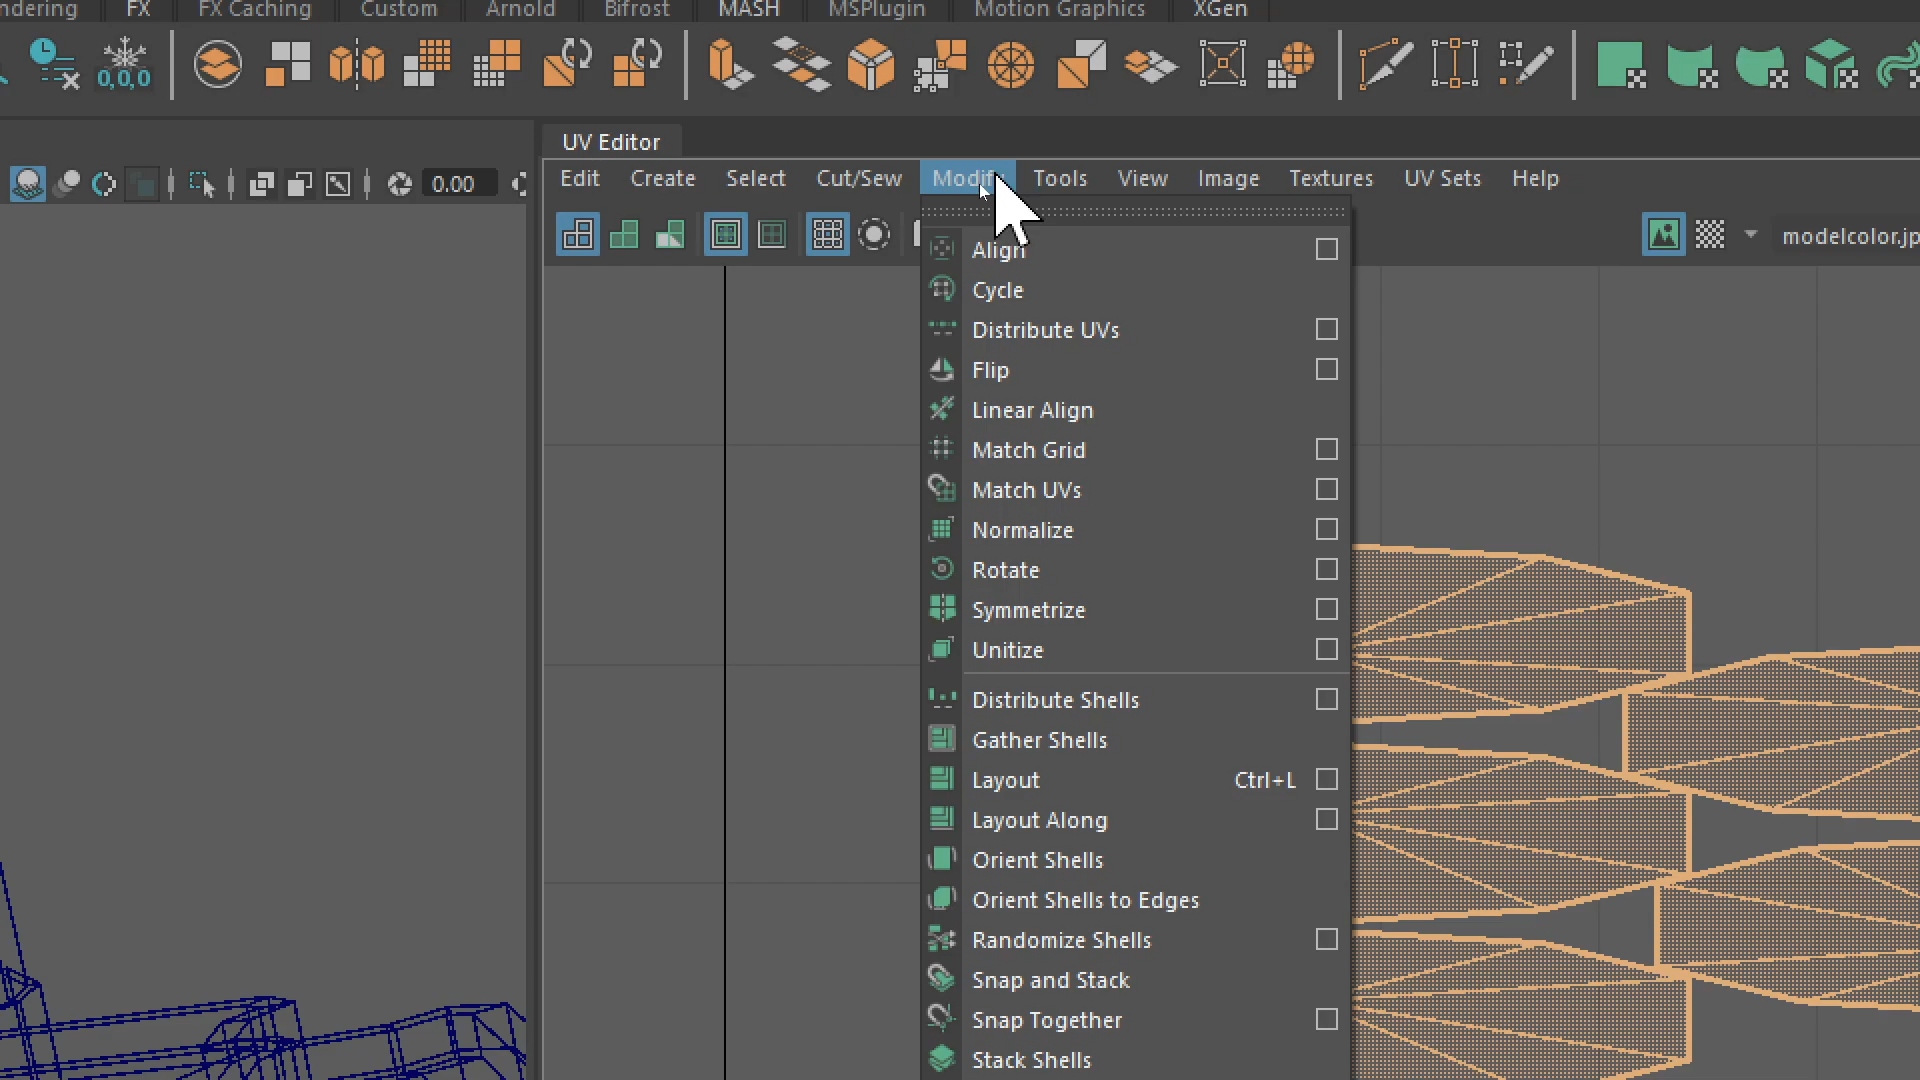 ndering FX FX Caching Custom Arnold Bifrost MASH MSPlugin Motion Graphics XGen
0,0,0
UV Editor
0.00
Edit Create Select Cut/Sew Modify Tools View Image Textures UV Sets Help
modelcolor.jp
Align
Cycle
Distribute UVs
Flip
Linear Align
Match Grid
Match UVs
Normalize
Rotate
Symmetrize
Unitize
Distribute Shells
Gather Shells
Layout Ctrl+L
Layout Along
Orient Shells
Orient Shells to Edges
Randomize Shells
Snap and Stack
Snap Together
Stack Shells